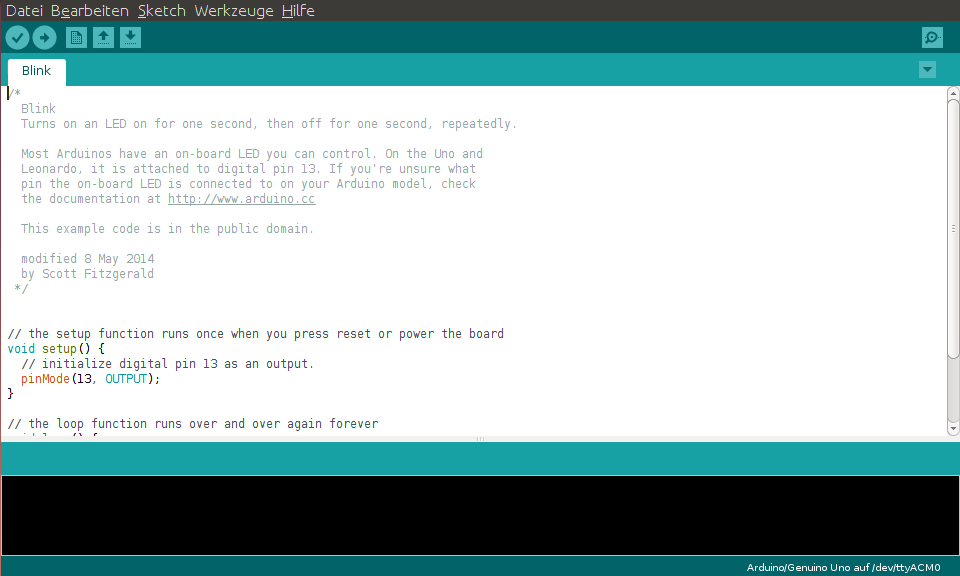 Datei Bearbeiten Sketch Werkzeuge Hilfe
Blink
/*
Blink
Turns on an LED on for one second, then off for one second, repeatedly.
Most Arduinos have an on-board LED you can control. On the Uno and
Leonardo, it is attached to digital pin 13. If you're unsure what
pin the on-board LED is connected to on your Arduino model, check
the documentation at http://www.arduino.cc
This example code is in the public domain.
modified 8 May 2014
by Scott Fitzgerald
*/
// the setup function runs once when you press reset or power the board
void setup() {
// initialize digital pin 13 as an output.
pinMode(13, OUTPUT);
}
// the loop function runs over and over again forever
Arduino/Genuino Uno auf /dev/ttyACM0